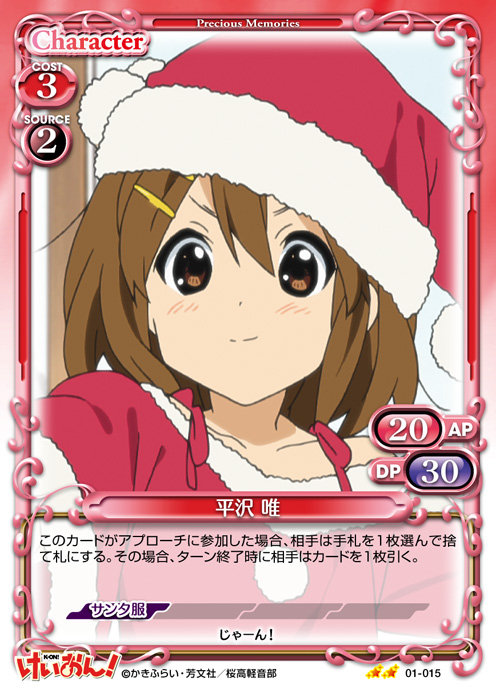 Precious Memories
Character
COST
3
SOURCE
2
20 AP
DP 30
平沢 唯
このカードがアプローチに参加した場合、相手は手札を1枚選んで捨
て札にする。その場合、ターン終了時に相手はカードを1枚引く。
サンタ服
じゃーん!
K-ON!
けいおん!
©かきふらい・芳文社／桜高軽音部
01-015